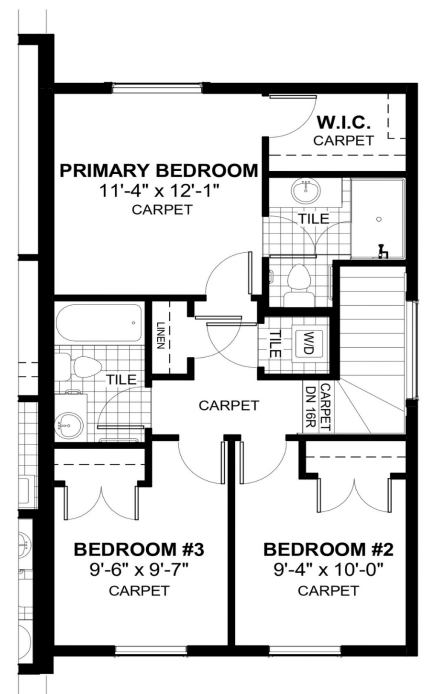 W.I.C.
CARPET
PRIMARY BEDROOM
11'-4" x 12'-1"
CARPET
TILE
LINEN
TILE
W/D
TILE
CARPET
CARPET
DN 16R
BEDROOM #3
9'-6" x 9'-7"
CARPET
BEDROOM #2
9'-4" x 10'-0"
CARPET